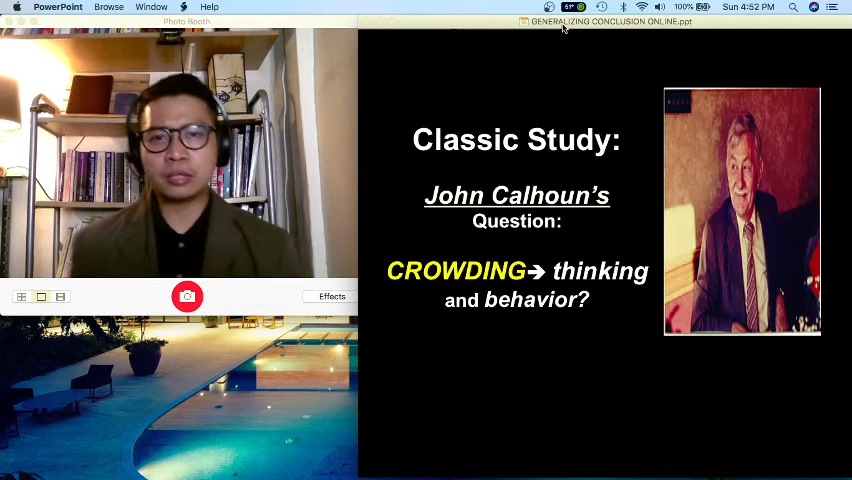 PowerPoint Browse Window Help
51° 100% Sun 4:52 PM
Photo Booth
GENERALIZING CONCLUSION ONLINE.ppt
Classic Study:
John Calhoun's
Question:
CROWDING➔ thinking
and behavior?
Effects